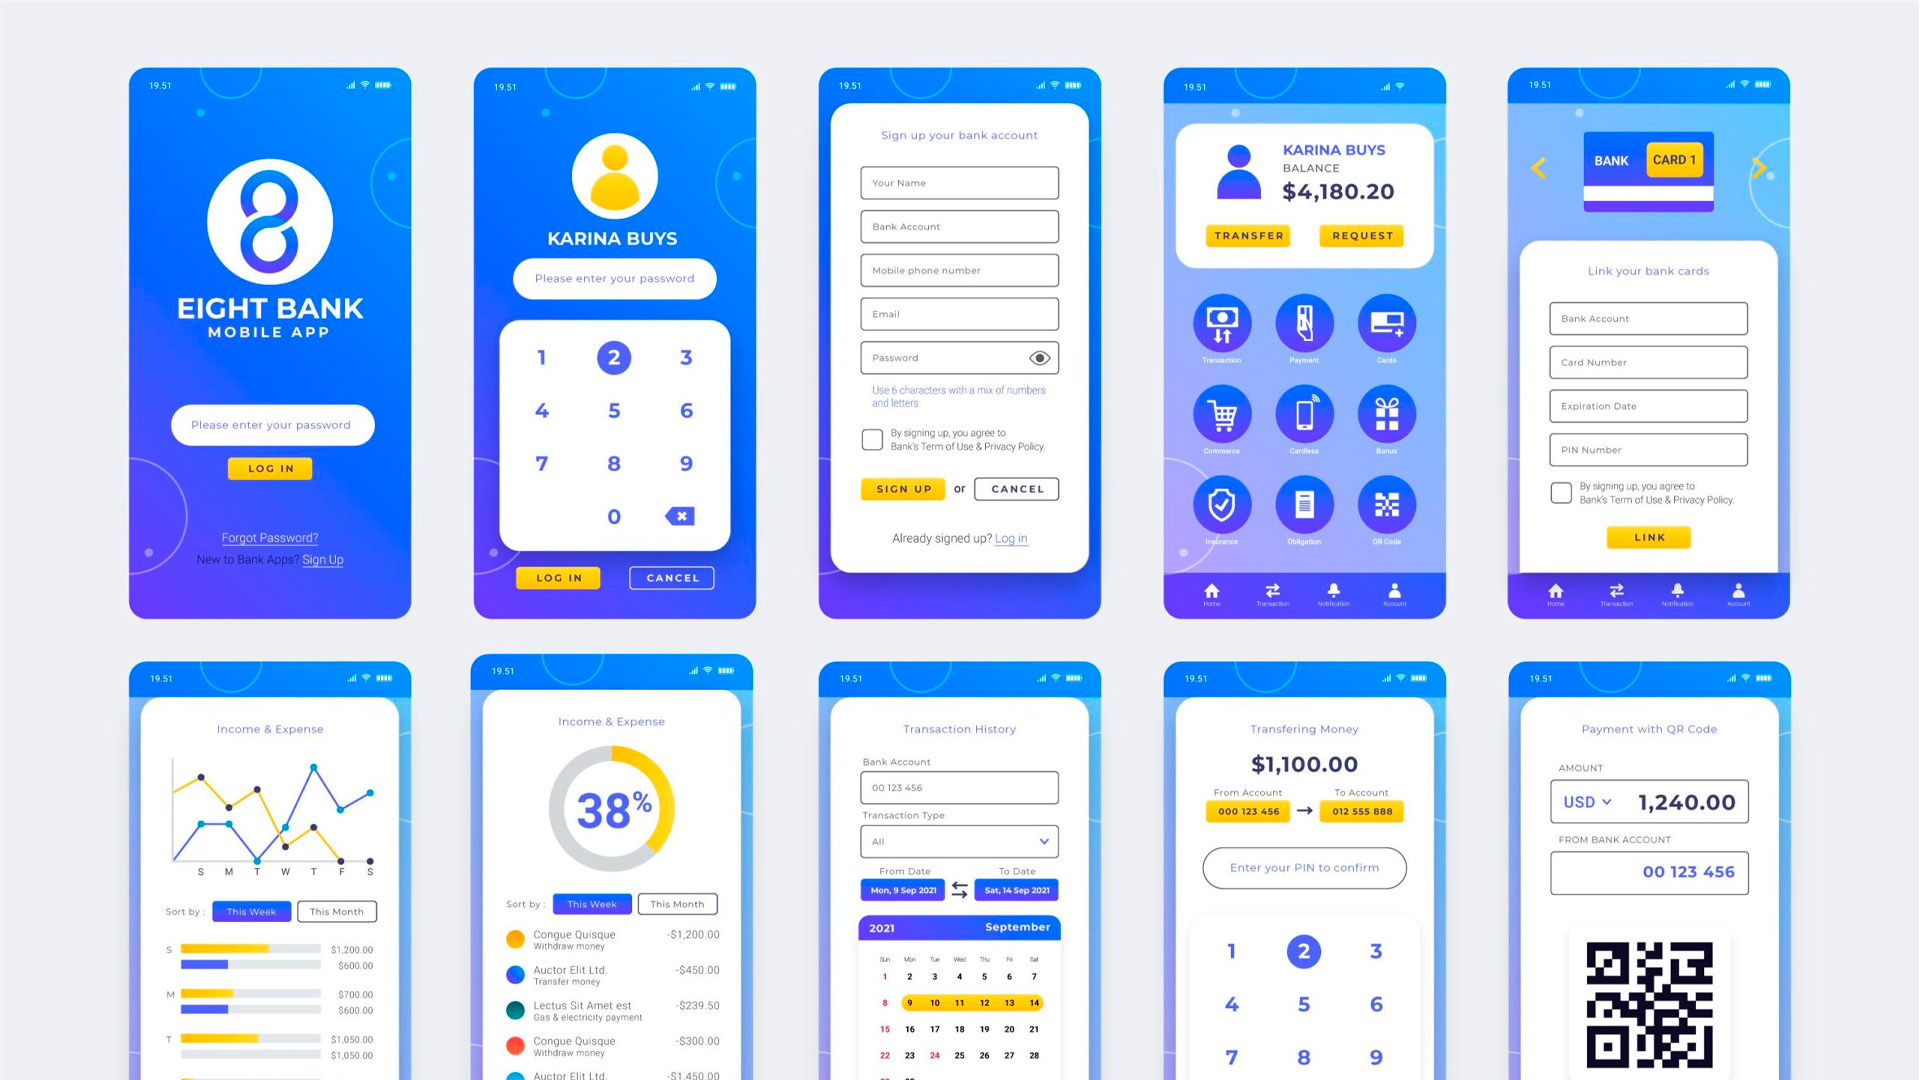 19.51
EIGHT BANK
MOBILE APP
Please enter your password
LOG IN
Forgot Password?
New to Bank Apps? Sign Up
19.51
KARINA BUYS
Please enter your password
1 2 3
4 5 6
7 8 9
0
LOG IN CANCEL
19.51
Sign up your bank account
Your Name
Bank Account
Mobile phone number
Email
Password
Use 6 characters with a mix of numbers
and letters
By signing up, you agree to
Bank's Term of Use & Privacy Policy.
SIGN UP or CANCEL
Already signed up? Log in
19.51
KARINA BUYS
BALANCE
$4,180.20
TRANSFER REQUEST
Transaction Payment Cards
Commerce Cardless Bonus
Insurance Obligation QR Code
Home Transaction Notification Account
19.51
BANK CARD 1
Link your bank cards
Bank Account
Card Number
Expiration Date
PIN Number
By signing up, you agree to
Bank's Term of Use & Privacy Policy.
LINK
Home Transaction Notification Account
19.51
Income & Expense
S M T W T F S
Sort by : This Week This Month
S $1,200.00
$600.00
M $700.00
$600.00
T $1,050.00
$1,050.00
19.51
Income & Expense
38%
Sort by : This Week This Month
Congue Quisque -$1,200.00
Withdraw money
Auctor Elit Ltd. -$450.00
Transfer money
Lectus Sit Amet est -$239.50
Gas & electricity payment
Congue Quisque -$300.00
Withdraw money
Auctor Elit Ltd. -$1,450.00
19.51
Transaction History
Bank Account
00 123 456
Transaction Type
All
From Date To Date
Mon, 9 Sep 2021 Sat, 14 Sep 2021
2021 September
Sun Mon Tue Wed Thu Fri Sat
1 2 3 4 5 6 7
8 9 10 11 12 13 14
15 16 17 18 19 20 21
22 23 24 25 26 27 28
19.51
Transfering Money
$1,100.00
From Account To Account
000 123 456 012 555 888
Enter your PIN to confirm
1 2 3
4 5 6
7 8 9
19.51
Payment with QR Code
AMOUNT
USD 1,240.00
FROM BANK ACCOUNT
00 123 456